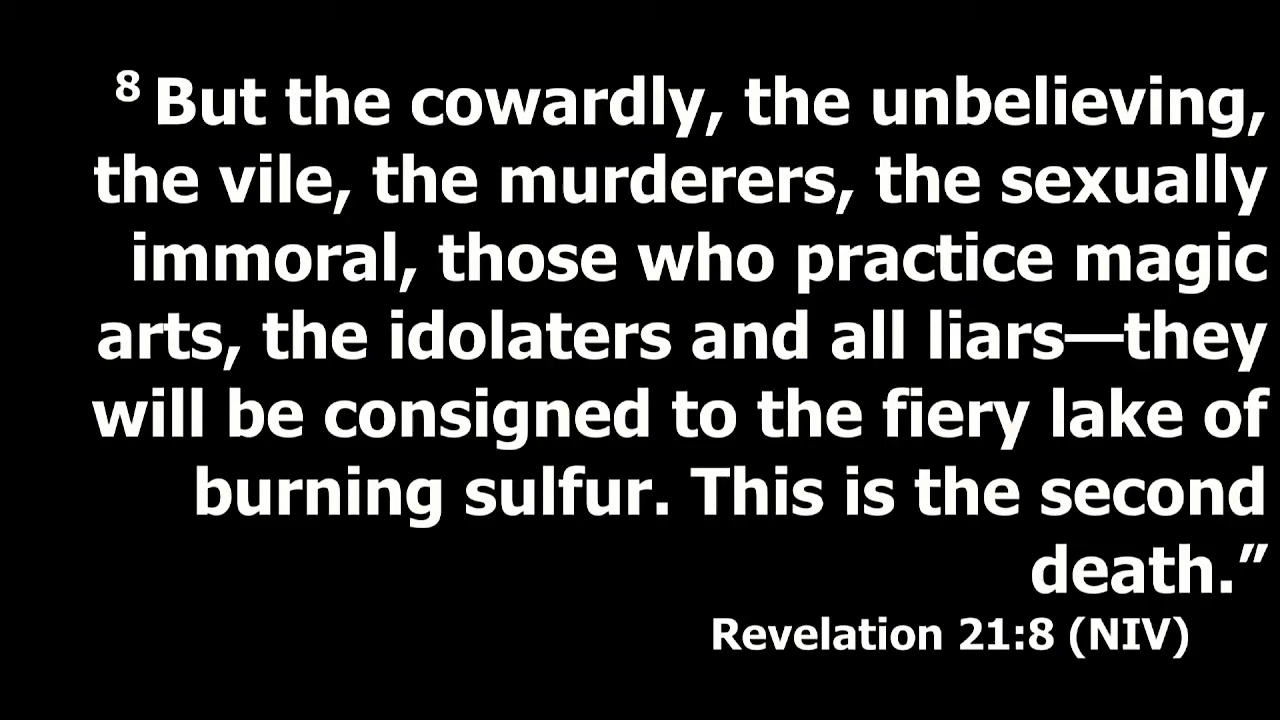 8 But the cowardly, the unbelieving,
the vile, the murderers, the sexually
immoral, those who practice magic
arts, the idolaters and all liars—they
will be consigned to the fiery lake of
burning sulfur. This is the second
death.”
Revelation 21:8 (NIV)